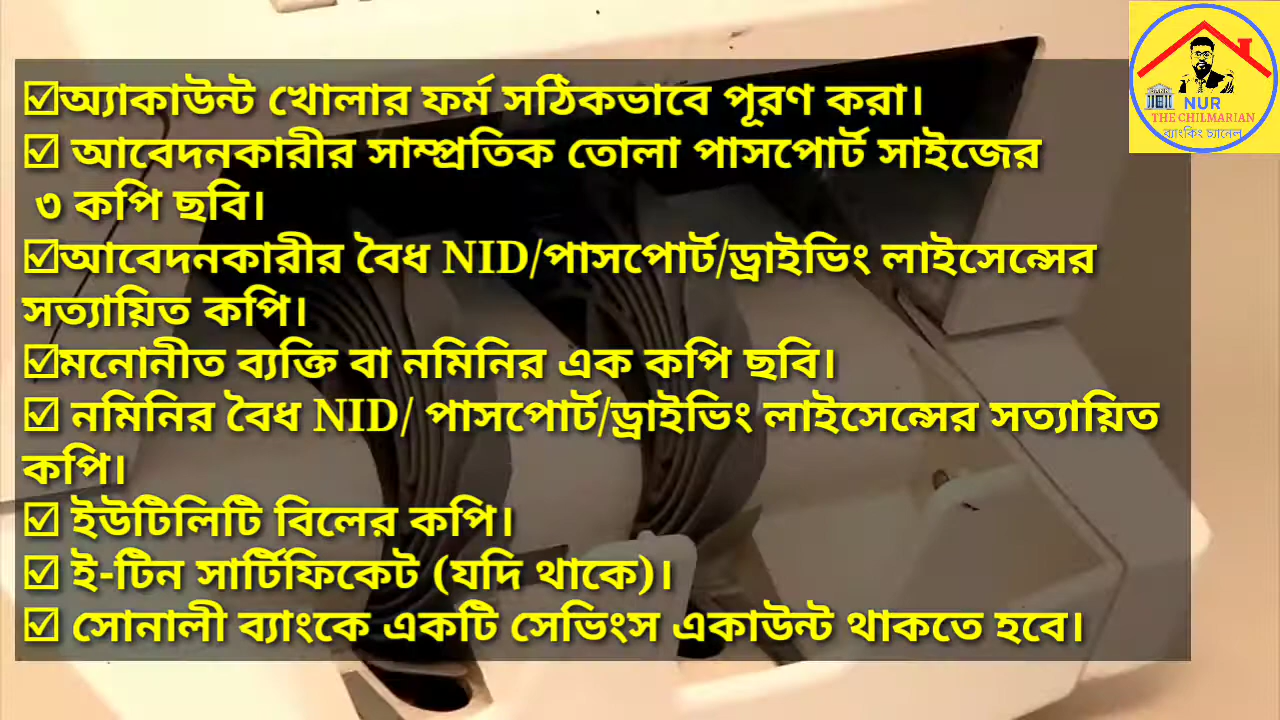 ☑অ্যাকাউন্ট খোলার ফর্ম সঠিকভাবে পূরণ করা।
☑ আবেদনকারীর সাম্প্রতিক তোলা পাসপোর্ট সাইজের
৩ কপি ছবি।
☑আবেদনকারীর বৈধ NID/পাসপোর্ট/ড্রাইভিং লাইসেন্সের
সত্যায়িত কপি।
☑মনোনীত ব্যক্তি বা নমিনির এক কপি ছবি।
☑ নমিনির বৈধ NID/ পাসপোর্ট/ড্রাইভিং লাইসেন্সের সত্যায়িত
কপি।
☑ ইউটিলিটি বিলের কপি।
☑ ই-টিন সার্টিফিকেট (যদি থাকে)।
☑ সোনালী ব্যাংকে একটি সেভিংস একাউন্ট থাকতে হবে।
NUR
THE CHILMARIAN
ব্যাংকিং চ্যানেল